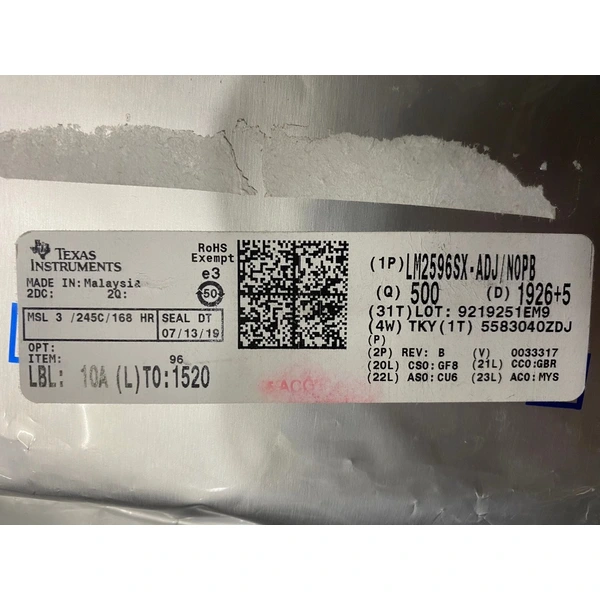 TEXAS
INSTRUMENTS
MADE IN: Malaysia
2DC: 2Q:
MSL 3 /245C/168 HR
SEAL DT
07/13/19
OPT:
ITEM: 96
LBL: 10A (L)TO:1520
RoHS
Exempt
e3
50
EACO
(1P)LM2596SX-ADJ/NOPB
(Q) 500 (D) 1926+5
(31T)LOT: 9219251EM9
(4W) TKY(1T) 5583040ZDJ
(P)
(2P) REV: B (V) 0033317
(20L) CSO:GF8 (21L) CCO:GBR
(22L) ASO:CU6 (23L) ACO:MYS